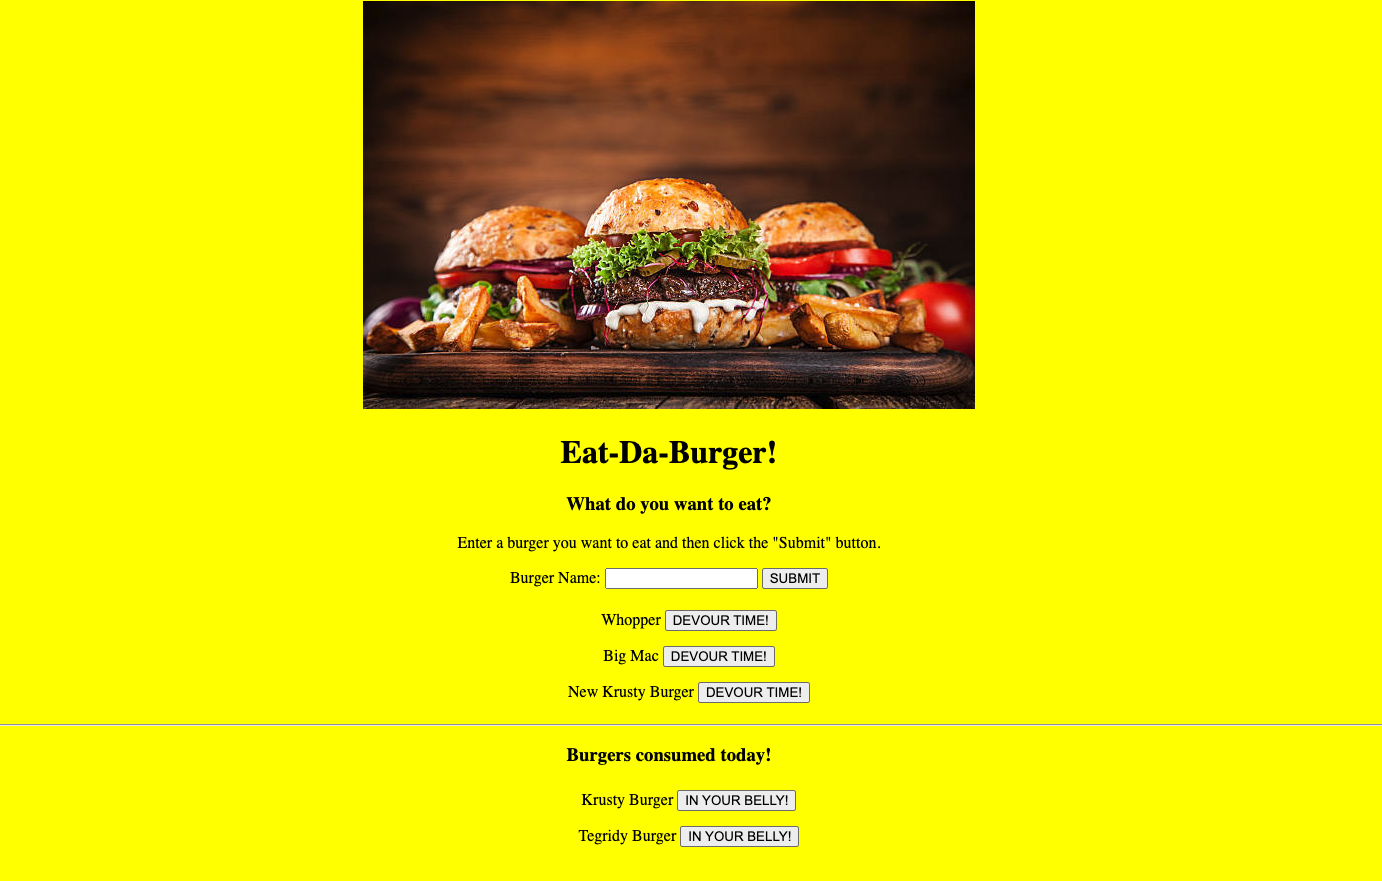 Eat-Da-Burger!
What do you want to eat?
Enter a burger you want to eat and then click the "Submit" button.
Burger Name: SUBMIT
Whopper DEVOUR TIME!
Big Mac DEVOUR TIME!
New Krusty Burger DEVOUR TIME!
Burgers consumed today!
Krusty Burger IN YOUR BELLY!
Tegridy Burger IN YOUR BELLY!